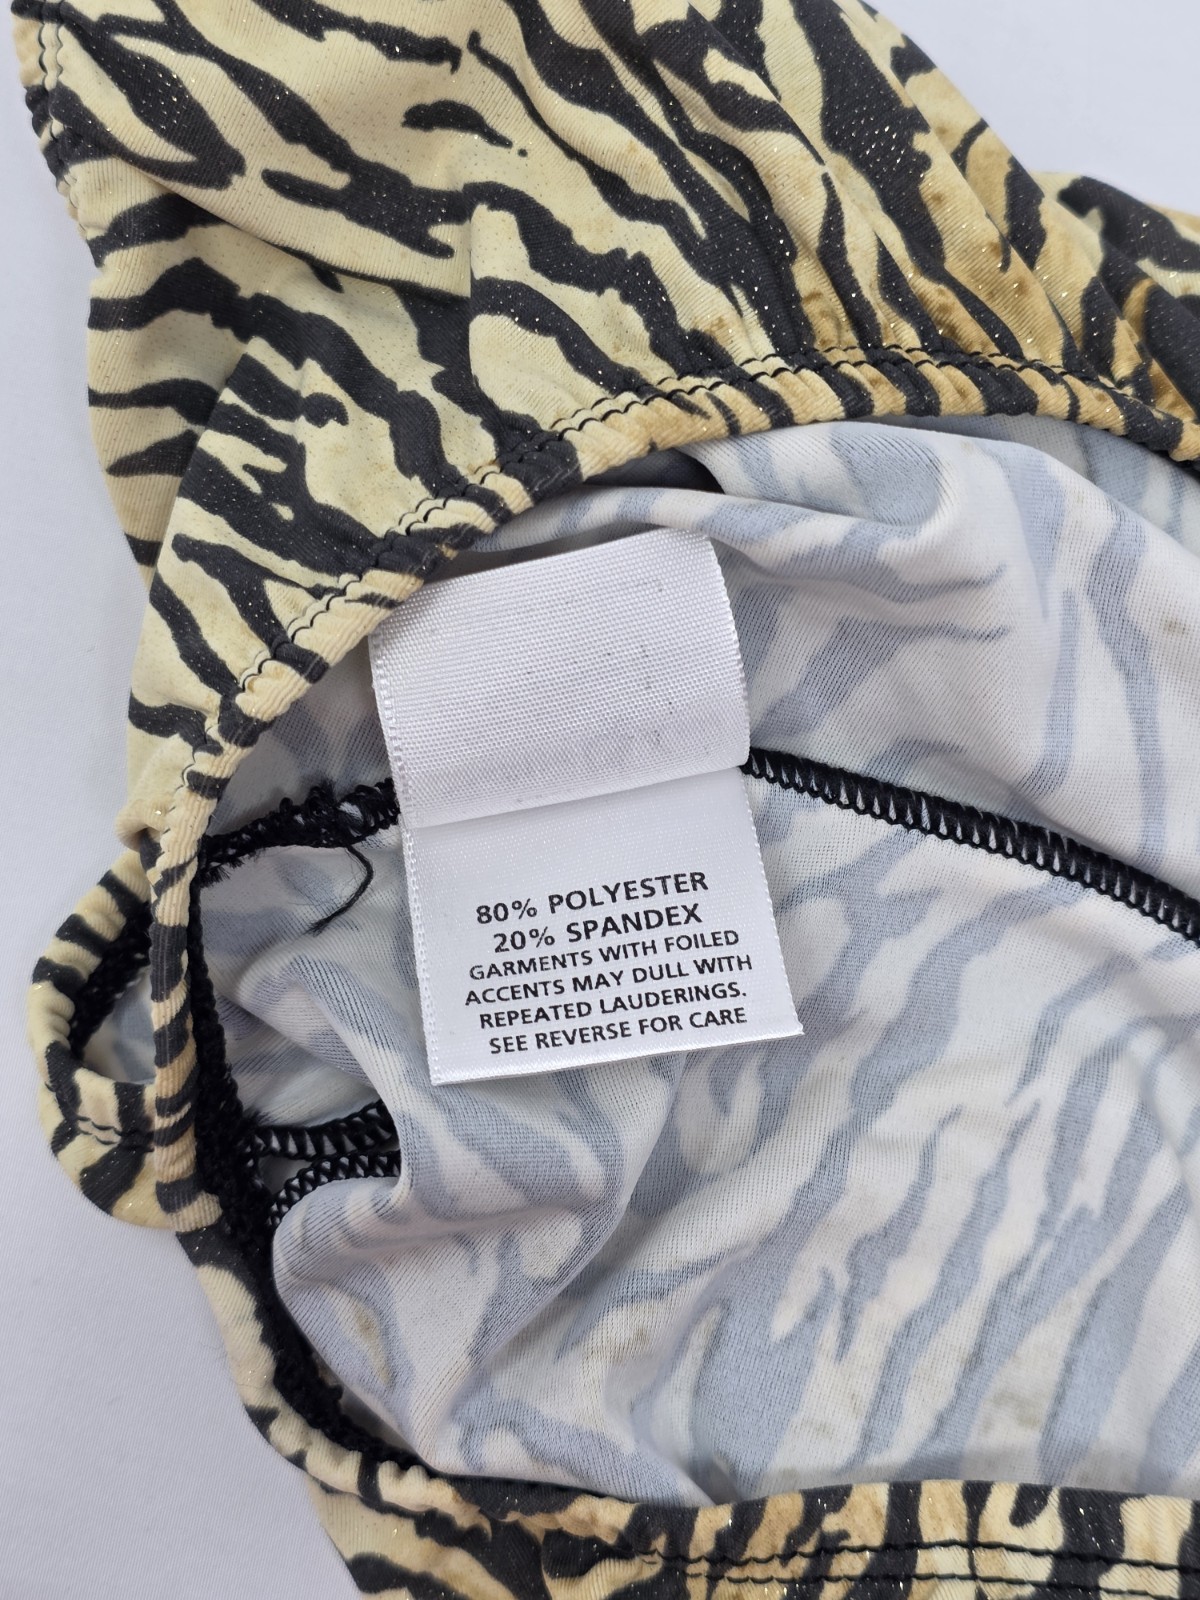 80% POLYESTER
20% SPANDEX
GARMENTS WITH FOILED
ACCENTS MAY DULL WITH
REPEATED LAUDERINGS.
SEE REVERSE FOR CARE